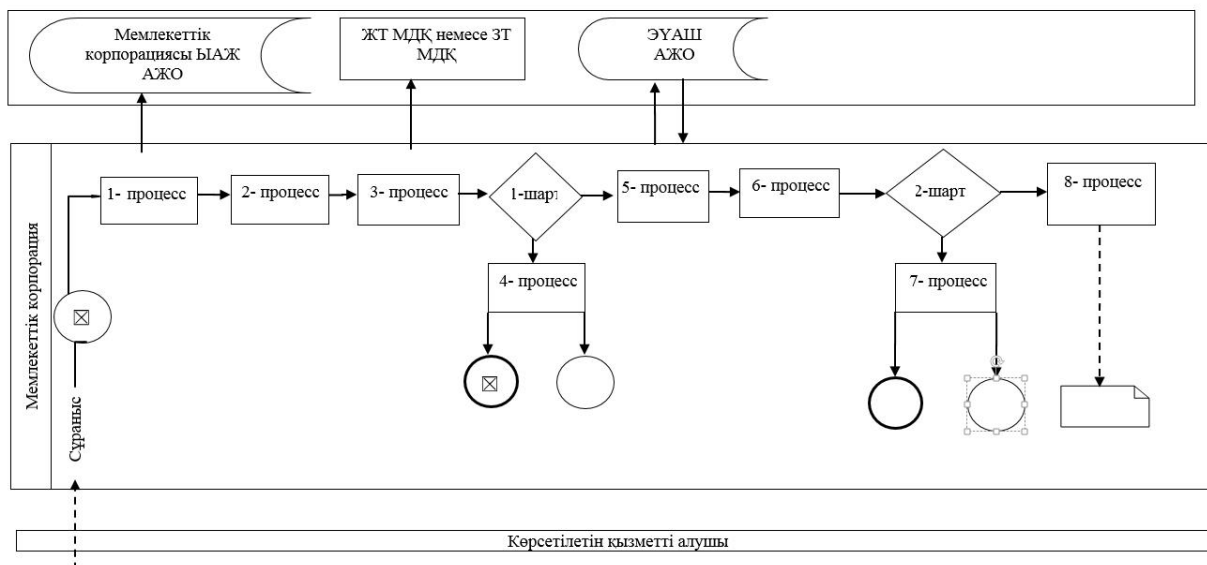 Мемлекеттік
корпорациясы ЫАЖ
АЖО
ЖТ МДҚ немесе ЗТ
МДҚ
ЭҮАШ
АЖО
Мемлекеттік корпорация
1- процесс
2- процесс
3- процесс
1-шарт
5- процесс
6- процесс
2-шарт
8- процесс
4- процесс
7- процесс
Сұраныс
Көрсетілетін қызметті алушы